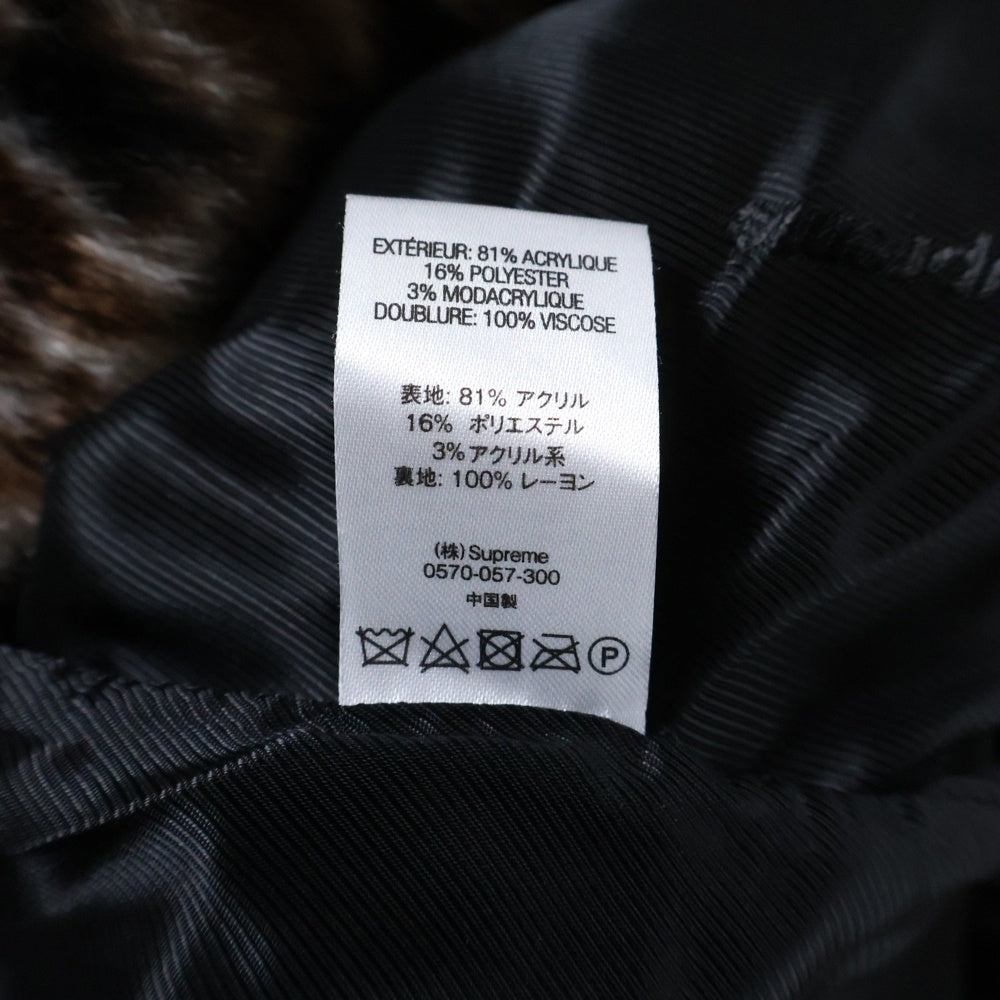 EXTÉRIEUR: 81% ACRYLIQUE
16% POLYESTER
3% MODACRYLIQUE
DOUBLURE: 100% VISCOSE
表地: 81% アクリル
16% ポリエステル
3% アクリル系
裏地: 100% レーヨン
(株) Supreme
0570-057-300
中国製
P